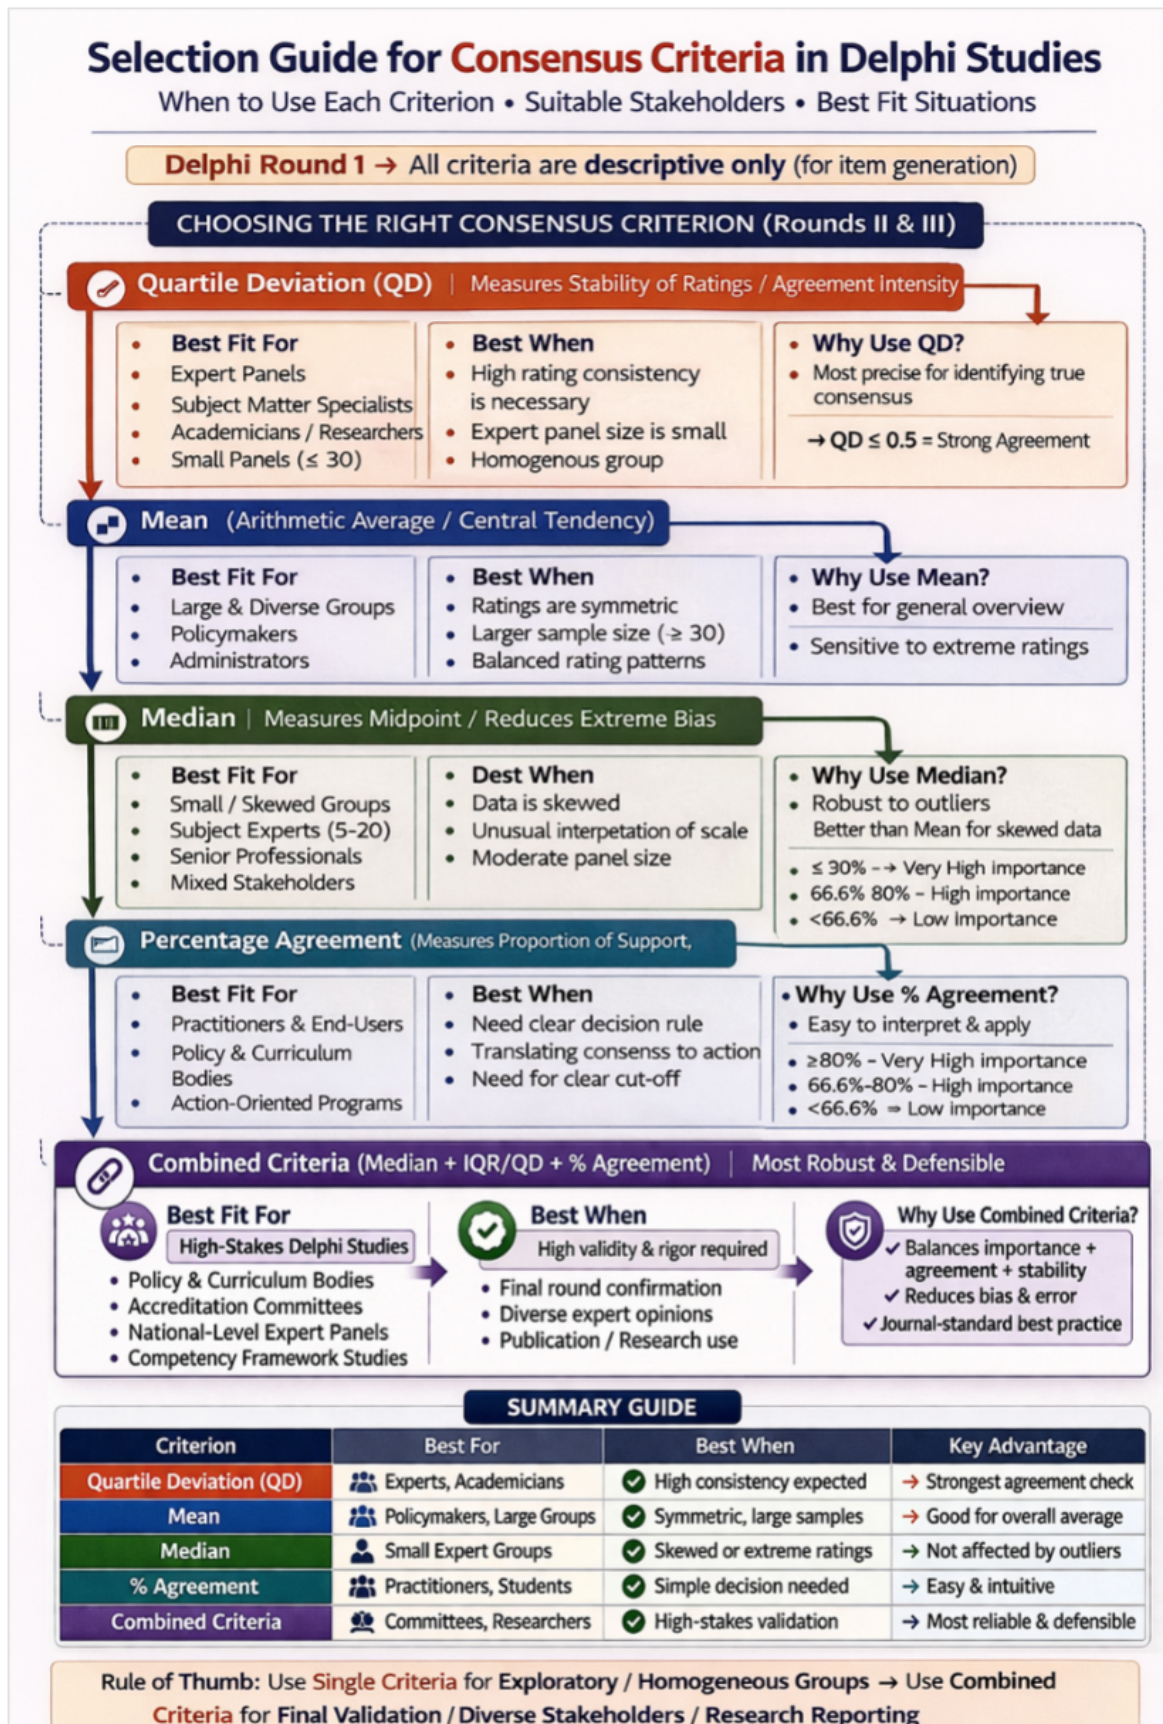 Selection Guide for Consensus Criteria in Delphi Studies
When to Use Each Criterion • Suitable Stakeholders • Best Fit Situations
Delphi Round 1 → All criteria are descriptive only (for item generation)
CHOOSING THE RIGHT CONSENSUS CRITERION (Rounds II & III)
Quartile Deviation (QD) | Measures Stability of Ratings / Agreement Intensity
• Best Fit For
• Expert Panels
• Subject Matter Specialists
• Academicians / Researchers
• Small Panels (≤ 30)
• Best When
• High rating consistency
is necessary
• Expert panel size is small
• Homogenous group
• Why Use QD?
• Most precise for identifying true
consensus
→ QD ≤ 0.5 = Strong Agreement
Mean (Arithmetic Average / Central Tendency)
• Best Fit For
• Large & Diverse Groups
• Policymakers
• Administrators
• Best When
• Ratings are symmetric
• Larger sample size (≥ 30)
• Balanced rating patterns
• Why Use Mean?
• Best for general overview
• Sensitive to extreme ratings
Median | Measures Midpoint / Reduces Extreme Bias
• Best Fit For
• Small / Skewed Groups
• Subject Experts (5-20)
• Senior Professionals
• Mixed Stakeholders
• Dest When
• Data is skewed
• Unusual interpetation of scale
• Moderate panel size
• Why Use Median?
• Robust to outliers
Better than Mean for skewed data
• ≤ 30% -→ Very High importance
• 66.6% 80% – High importance
• <66.6% → Low Importance
Percentage Agreement (Measures Proportion of Support,
• Best Fit For
• Practitioners & End-Users
• Policy & Curriculum
Bodies
• Action-Oriented Programs
• Best When
• Need clear decision rule
• Translating consenss to action
• Need for clear cut-off
• Why Use % Agreement?
• Easy to interpret & apply
• ≥80% – Very High importance
• 66.6%-80% – High importance
• <66.6% ⇒ Low importance
Combined Criteria (Median + IQR/QD + % Agreement) | Most Robust & Defensible
Best Fit For
High-Stakes Delphi Studies
• Policy & Curriculum Bodies
• Accreditation Committees
• National-Level Expert Panels
• Competency Framework Studies
Best When
High validity & rigor required
• Final round confirmation
• Diverse expert opinions
• Publication / Research use
Why Use Combined Criteria?
✓ Balances importance +
agreement + stability
✓ Reduces bias & error
✓ Journal-standard best practice
SUMMARY GUIDE
Criterion Best For Best When Key Advantage
Quartile Deviation (QD) Experts, Academicians High consistency expected → Strongest agreement check
Mean Policymakers, Large Groups Symmetric, large samples → Good for overall average
Median Small Expert Groups Skewed or extreme ratings → Not affected by outliers
% Agreement Practitioners, Students Simple decision needed → Easy & intuitive
Combined Criteria Committees, Researchers High-stakes validation → Most reliable & defensible
Rule of Thumb: Use Single Criteria for Exploratory / Homogeneous Groups → Use Combined
Criteria for Final Validation / Diverse Stakeholders / Research Reporting